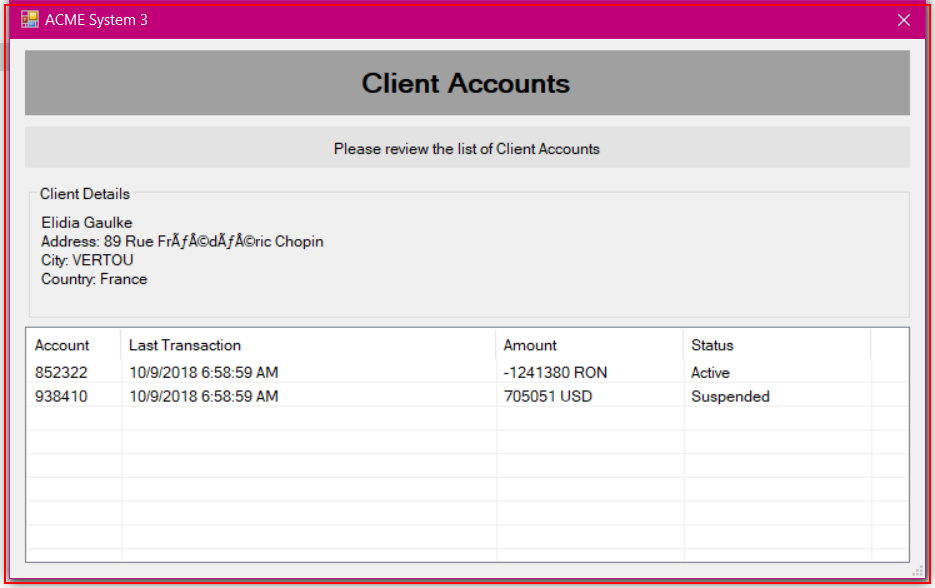 ACME System 3
Client Accounts
Please review the list of Client Accounts
Client Details
Elidia Gaulke
Address: 89 Rue FrÃƒÂ©dÃƒÂ©ric Chopin
City: VERTOU
Country: France
Account Last Transaction Amount Status
852322 10/9/2018 6:58:59 AM -1241380 RON Active
938410 10/9/2018 6:58:59 AM 705051 USD Suspended